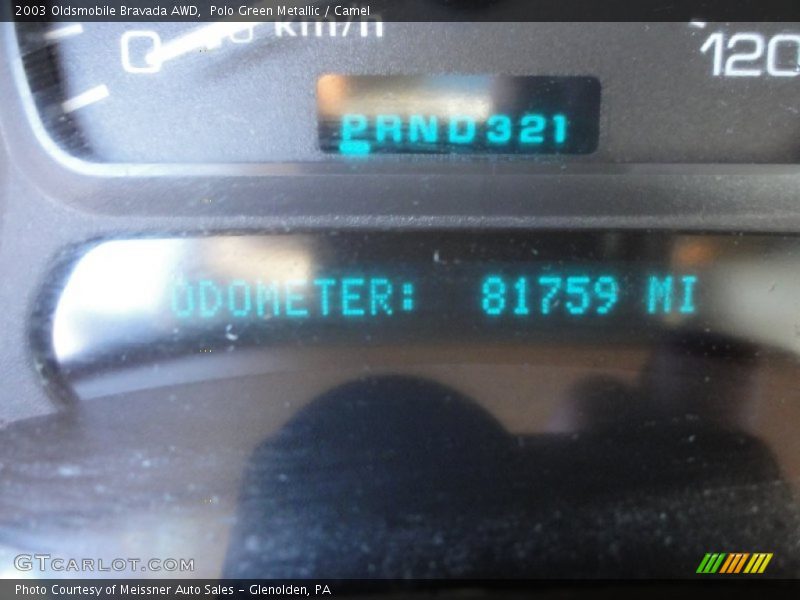 2003 Oldsmobile Bravada AWD, Polo Green Metallic / Camel
0 km/h 120
PRND321
ODOMETER: 81759 MI
GTCARLOT.COM
Photo Courtesy of Meissner Auto Sales - Glenolden, PA